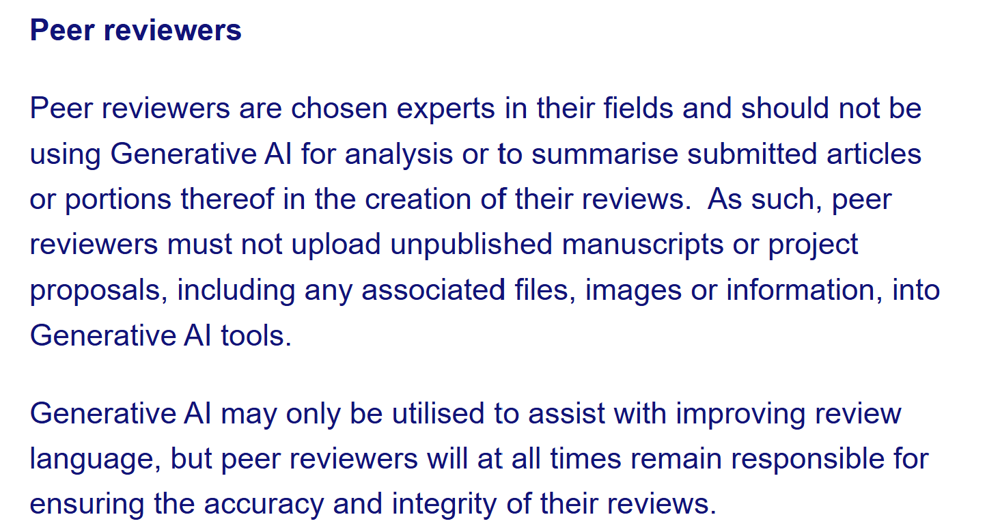 Peer reviewers
Peer reviewers are chosen experts in their fields and should not be
using Generative AI for analysis or to summarise submitted articles
or portions thereof in the creation of their reviews.  As such, peer
reviewers must not upload unpublished manuscripts or project
proposals, including any associated files, images or information, into
Generative AI tools.
Generative AI may only be utilised to assist with improving review
language, but peer reviewers will at all times remain responsible for
ensuring the accuracy and integrity of their reviews.